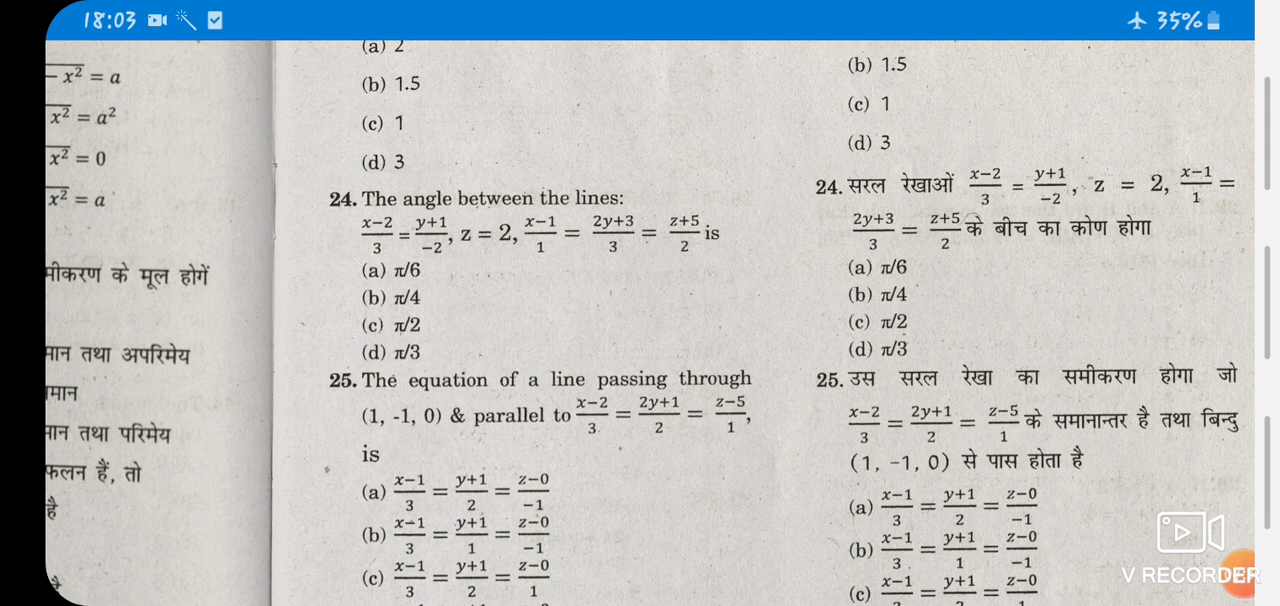 18:03
35%
− x² = a
x² = a²
x² = 0
x² = a
मीकरण के मूल होगें
मान तथा अपरिमेय
मान
मान तथा परिमेय
फलन हैं, तो
है
(a) 2
(b) 1.5
(c) 1
(d) 3
24. The angle between the lines:
x−2/3 = y+1/−2, z = 2, x−1/1 = 2y+3/3 = z+5/2 is
(a) π/6
(b) π/4
(c) π/2
(d) π/3
25. The equation of a line passing through
(1, -1, 0) & parallel to x−2/3 = 2y+1/2 = z−5/1,
is
(a) x−1/3 = y+1/2 = z−0/−1
(b) x−1/3 = y+1/1 = z−0/−1
(c) x−1/3 = y+1/2 = z−0/1
(b) 1.5
(c) 1
(d) 3
24. सरल रेखाओं x−2/3 = y+1/−2, z = 2, x−1/1 =
2y+3/3 = z+5/2 के बीच का कोण होगा
(a) π/6
(b) π/4
(c) π/2
(d) π/3
25. उस सरल रेखा का समीकरण होगा जो
x−2/3 = 2y+1/2 = z−5/1 के समानान्तर है तथा बिन्दु
(1, −1, 0) से पास होता है
(a) x−1/3 = y+1/2 = z−0/−1
(b) x−1/3 = y+1/1 = z−0/−1
(c) x−1 = y+1 = z−0
V RECORDER